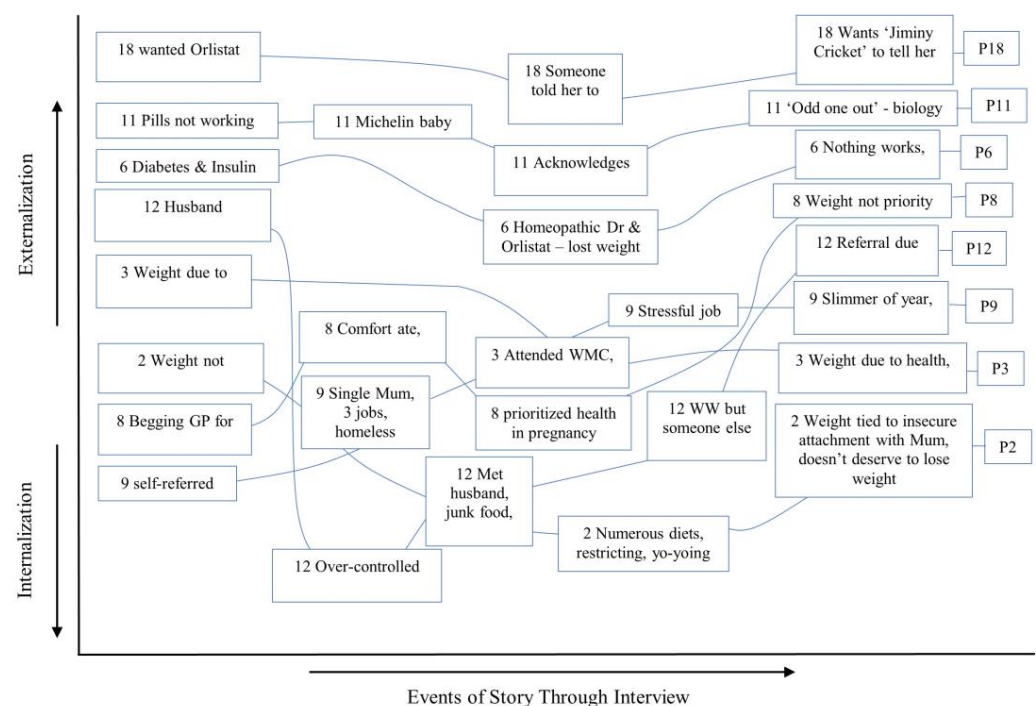 18 wanted Orlistat
18 Someone
told her to
18 Wants ‘Jiminy
Cricket’ to tell her
P18
11 Pills not working
11 Michelin baby
11 Acknowledges
11 ‘Odd one out’ - biology
P11
6 Diabetes & Insulin
6 Homeopathic Dr &
Orlistat – lost weight
6 Nothing works,
P6
12 Husband
8 Weight not priority
P8
12 Referral due
P12
3 Weight due to
9 Stressful job
9 Slimmer of year,
P9
8 Comfort ate,
2 Weight not
3 Attended WMC,
3 Weight due to health,
P3
9 Single Mum,
3 jobs,
homeless
8 Begging GP for
8 prioritized health
in pregnancy
12 WW but
someone else
2 Weight tied to insecure
attachment with Mum,
doesn’t deserve to lose
weight
P2
9 self-referred
12 Met
husband,
junk food,
2 Numerous diets,
restricting, yo-yoing
12 Over-controlled
Externalization
Internalization
Events of Story Through Interview